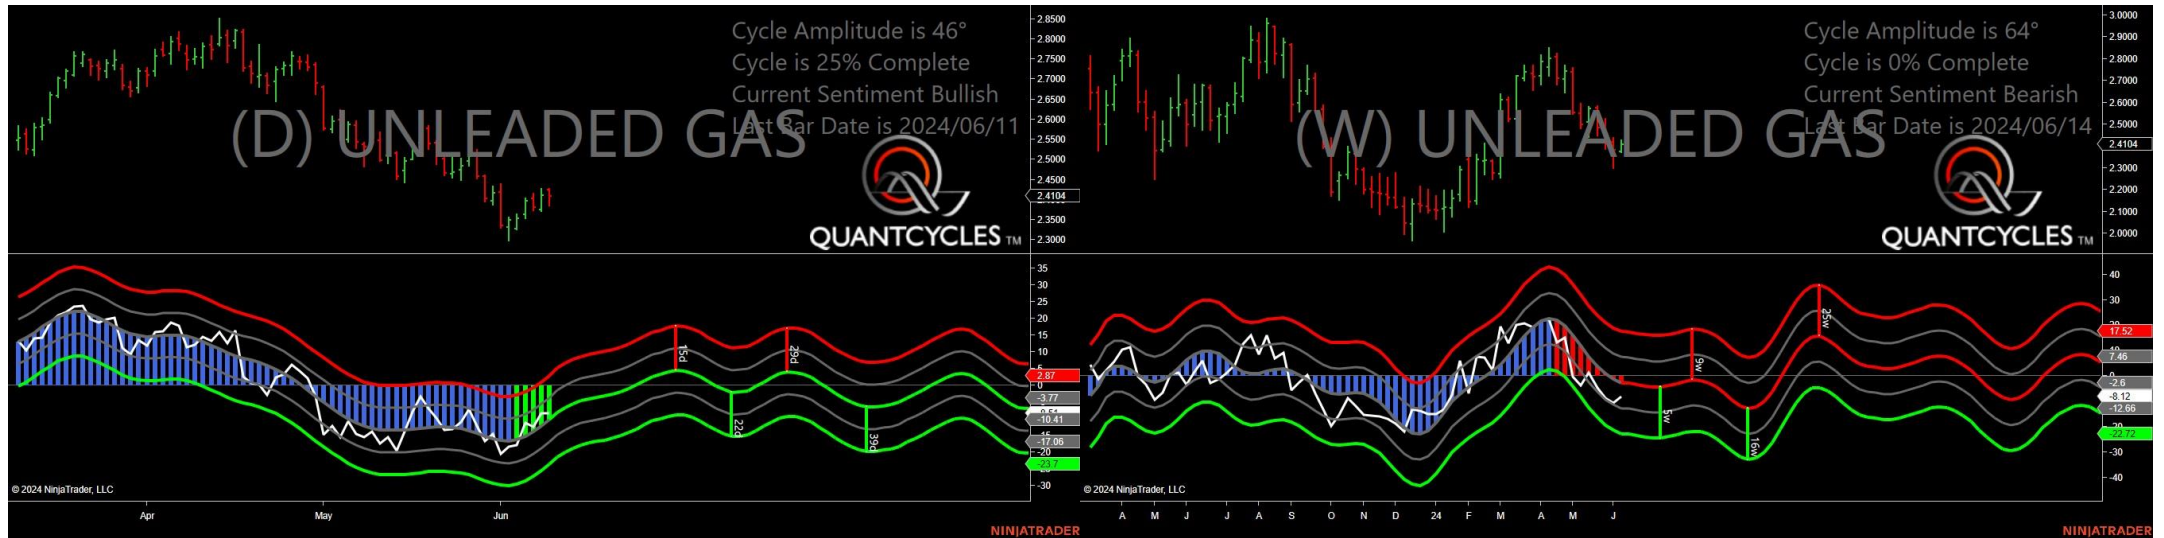 Cycle Amplitude is 46°
Cycle is 25% Complete
Current Sentiment Bullish
Last Bar Date is 2024/06/11
(D) UNLEADED GAS
QUANTCYCLES TM
2.8500
2.8000
2.7500
2.7000
2.6500
2.6000
2.5500
2.5000
2.4500
2.4104
2.3500
2.3000
35
30
25
20
15
10
5
2.87
0
-3.77
-10.41
-15
-17.06
-20
-23.7
-30
15d
29d
22d
39d
© 2024 NinjaTrader, LLC
Apr
May
Jun
NINJATRADER
Cycle Amplitude is 64°
Cycle is 0% Complete
Current Sentiment Bearish
Last Bar Date is 2024/06/14
(W) UNLEADED GAS
QUANTCYCLES TM
3.0000
2.9000
2.8000
2.7000
2.6000
2.5000
2.4104
2.3000
2.2000
2.1000
2.0000
40
30
17.52
10
7.46
0
-2.6
-8.12
-12.66
-22.72
-30
-40
9w
25w
5w
16w
© 2024 NinjaTrader, LLC
A M J J A S O N D 24 F M A M J
NINJATRADER